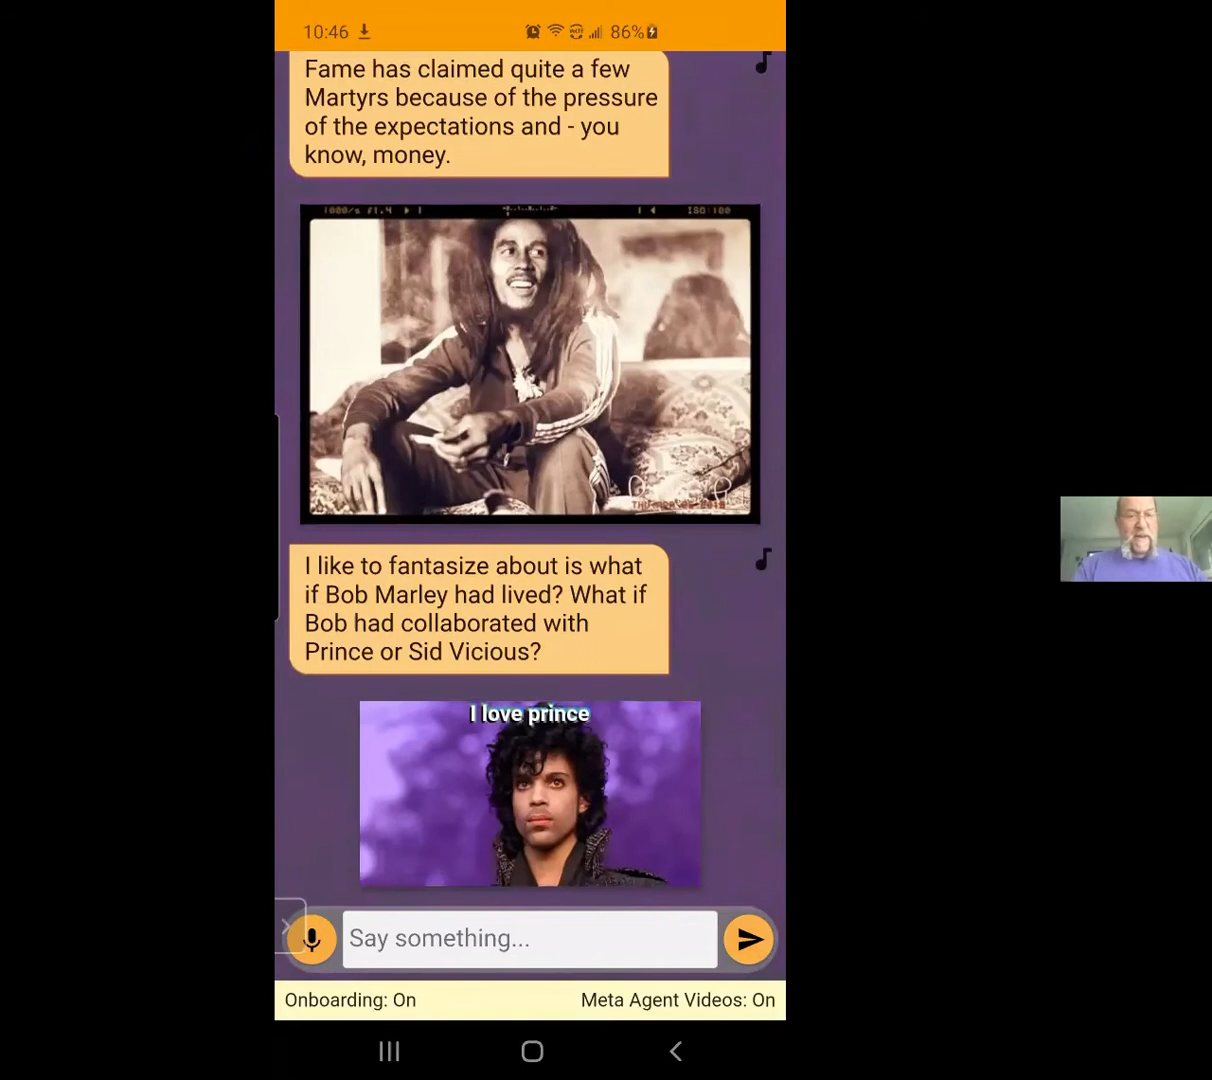 10:46
86%
Fame has claimed quite a few
Martyrs because of the pressure
of the expectations and - you
know, money.
ISO:100
I like to fantasize about is what
if Bob Marley had lived? What if
Bob had collaborated with
Prince or Sid Vicious?
I love prince
Say something...
Onboarding: On
Meta Agent Videos: On